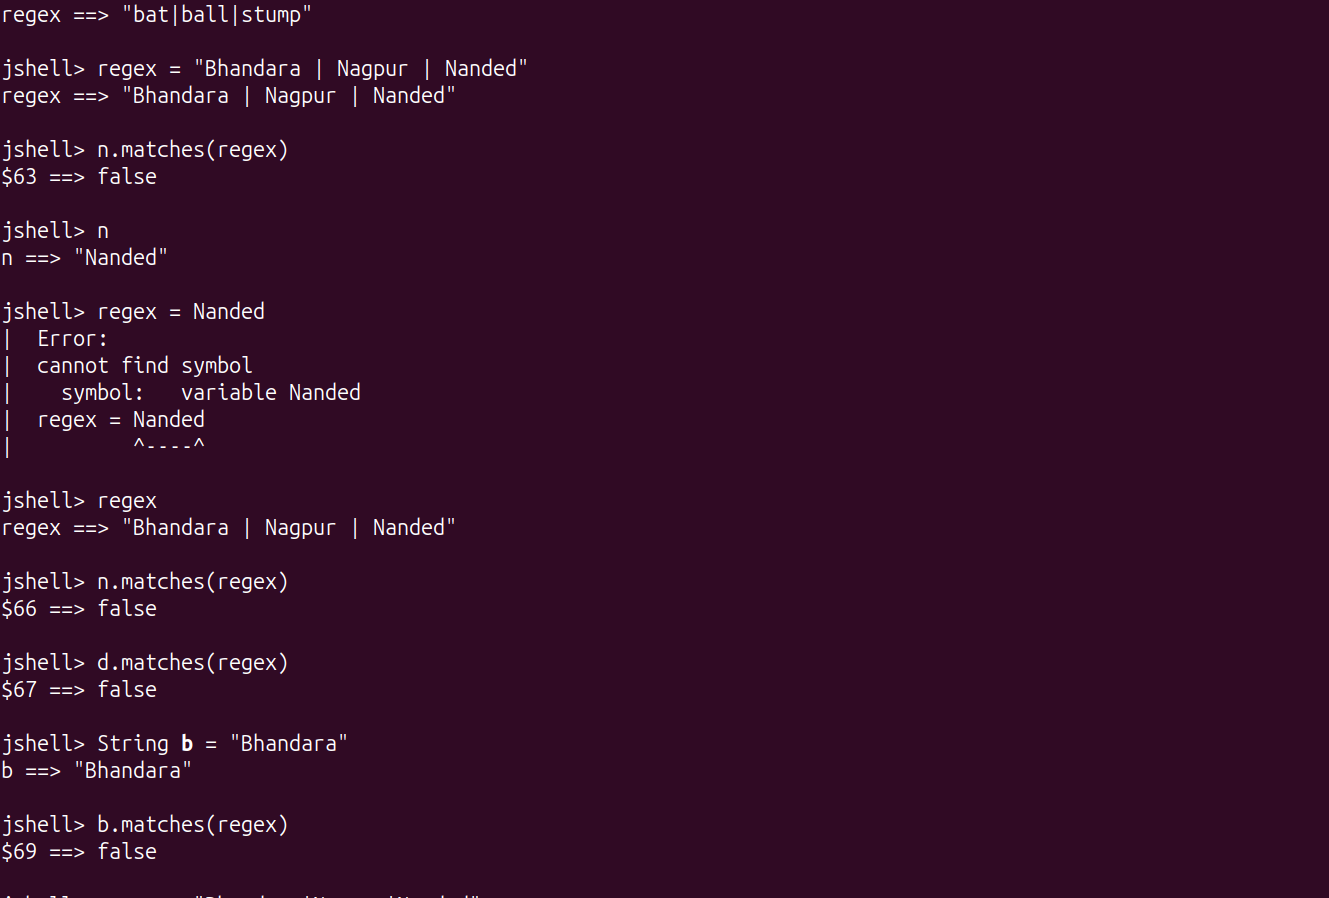 regex ==> "bat|ball|stump"
jshell> regex = "Bhandara | Nagpur | Nanded"
regex ==> "Bhandara | Nagpur | Nanded"
jshell> n.matches(regex)
$63 ==> false
jshell> n
n ==> "Nanded"
jshell> regex = Nanded
|  Error:
|  cannot find symbol
|    symbol:   variable Nanded
|  regex = Nanded
|          ^----^
jshell> regex
regex ==> "Bhandara | Nagpur | Nanded"
jshell> n.matches(regex)
$66 ==> false
jshell> d.matches(regex)
$67 ==> false
jshell> String b = "Bhandara"
b ==> "Bhandara"
jshell> b.matches(regex)
$69 ==> false